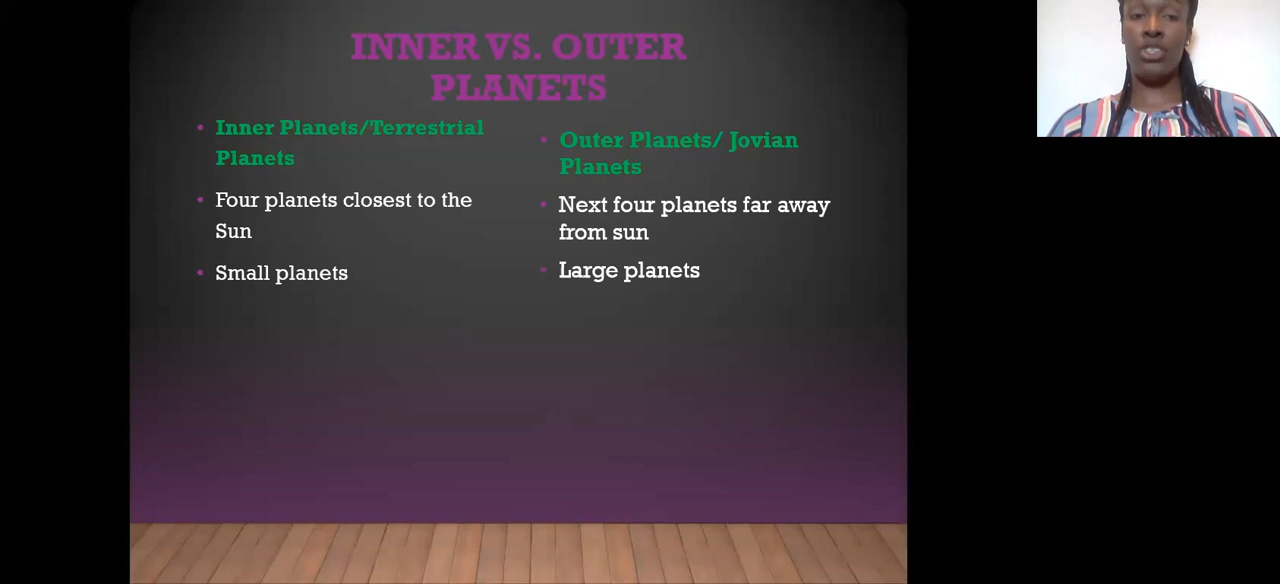 INNER VS. OUTER
PLANETS
Inner Planets/Terrestrial
Planets
Four planets closest to the
Sun
Small planets
Outer Planets/ Jovian
Planets
Next four planets far away
from sun
Large planets